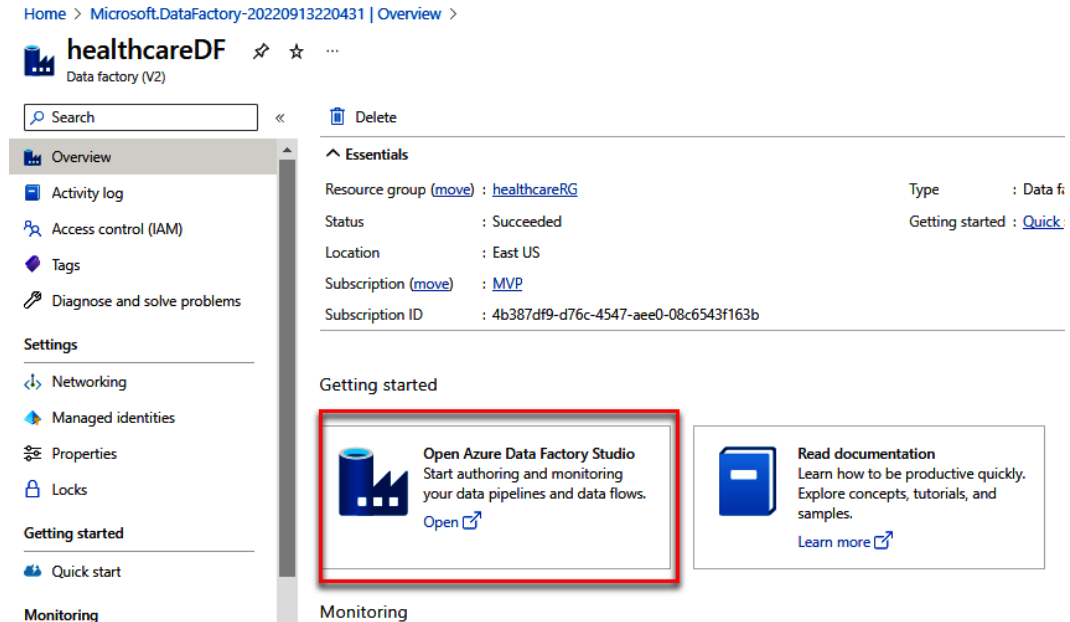 Home > Microsoft.DataFactory-20220913220431 | Overview >
healthcareDF
Data factory (V2)
Search
Overview
Activity log
Access control (IAM)
Tags
Diagnose and solve problems
Settings
Networking
Managed identities
Properties
Locks
Getting started
Quick start
Monitoring
Delete
Essentials
Resource group (move) : healthcareRG
Status : Succeeded
Location : East US
Subscription (move) : MVP
Subscription ID : 4b387df9-d76c-4547-aee0-08c6543f163b
Type : Data
Getting started : Quick
Getting started
Open Azure Data Factory Studio
Start authoring and monitoring
your data pipelines and data flows.
Open
Read documentation
Learn how to be productive quickly.
Explore concepts, tutorials, and
samples.
Learn more
Monitoring